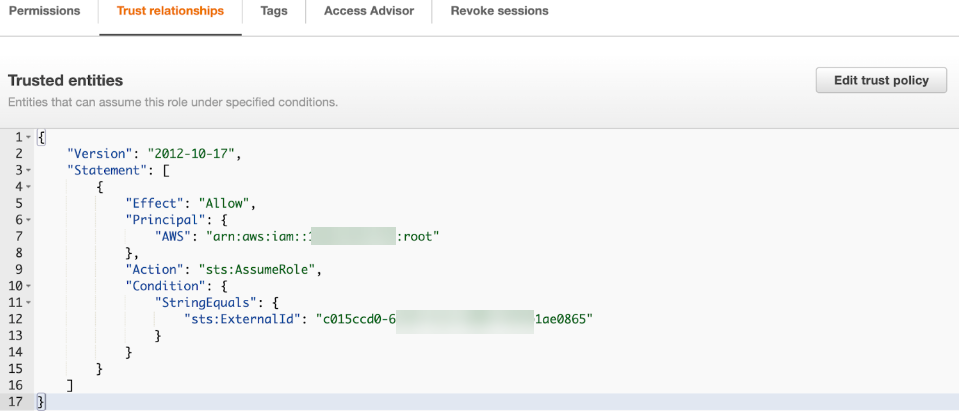 Permissions Trust relationships Tags Access Advisor Revoke sessions
Trusted entities
Edit trust policy
Entities that can assume this role under specified conditions.
1 {
2 "Version": "2012-10-17",
3 "Statement": [
4 {
5 "Effect": "Allow",
6 "Principal": {
7 "AWS": "arn:aws:iam:: :root"
8 },
9 "Action": "sts:AssumeRole",
10 "Condition": {
11 "StringEquals": {
12 "sts:ExternalId": "c015ccd0-6 1ae0865"
13 }
14 }
15 }
16 ]
17 }